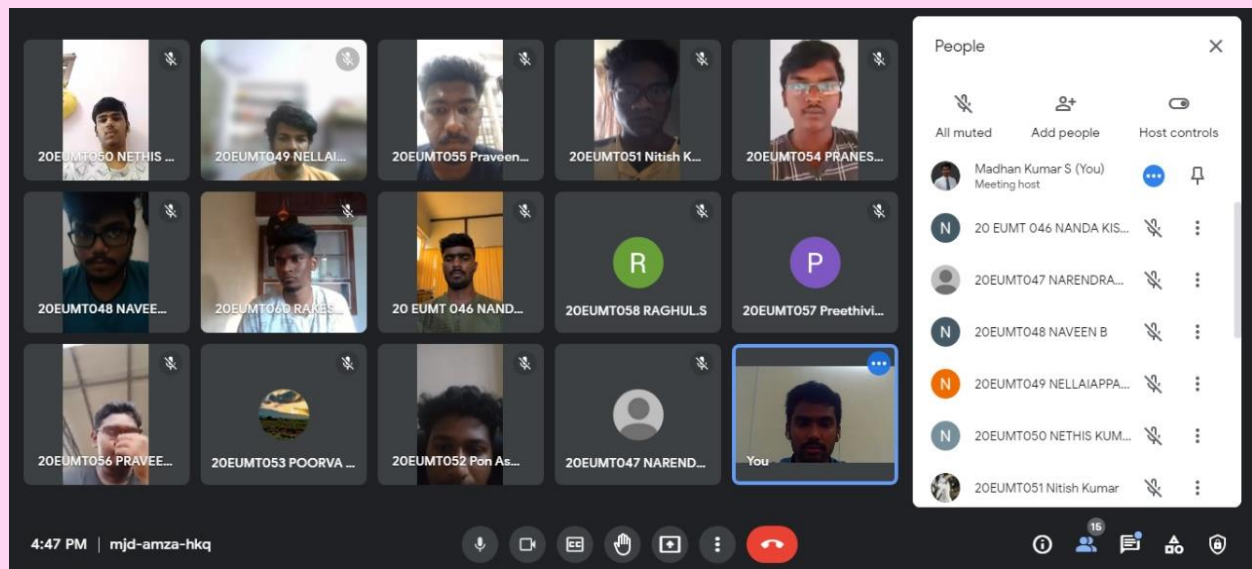 20EUMT050 NETHIS ...
20EUMT049 NELLAI...
20EUMT055 Praveen...
20EUMT051 Nitish K...
20EUMT054 PRANES...
20EUMT048 NAVEE...
20EUMT060 RAKES...
20 EUMT 046 NAND...
R
20EUMT058 RAGHUL.S
P
20EUMT057 Preethivi...
20EUMT056 PRAVEE...
20EUMT053 POORVA ...
20EUMT052 Pon As...
20EUMT047 NAREND...
You
People
All muted
Add people
Host controls
Madhan Kumar S (You)
Meeting host
N
20 EUMT 046 NANDA KIS...
20EUMT047 NARENDRA...
N
20EUMT048 NAVEEN B
N
20EUMT049 NELLAIAPPA...
N
20EUMT050 NETHIS KUM...
20EUMT051 Nitish Kumar
4:47 PM | mjd-amza-hkq
CC
15